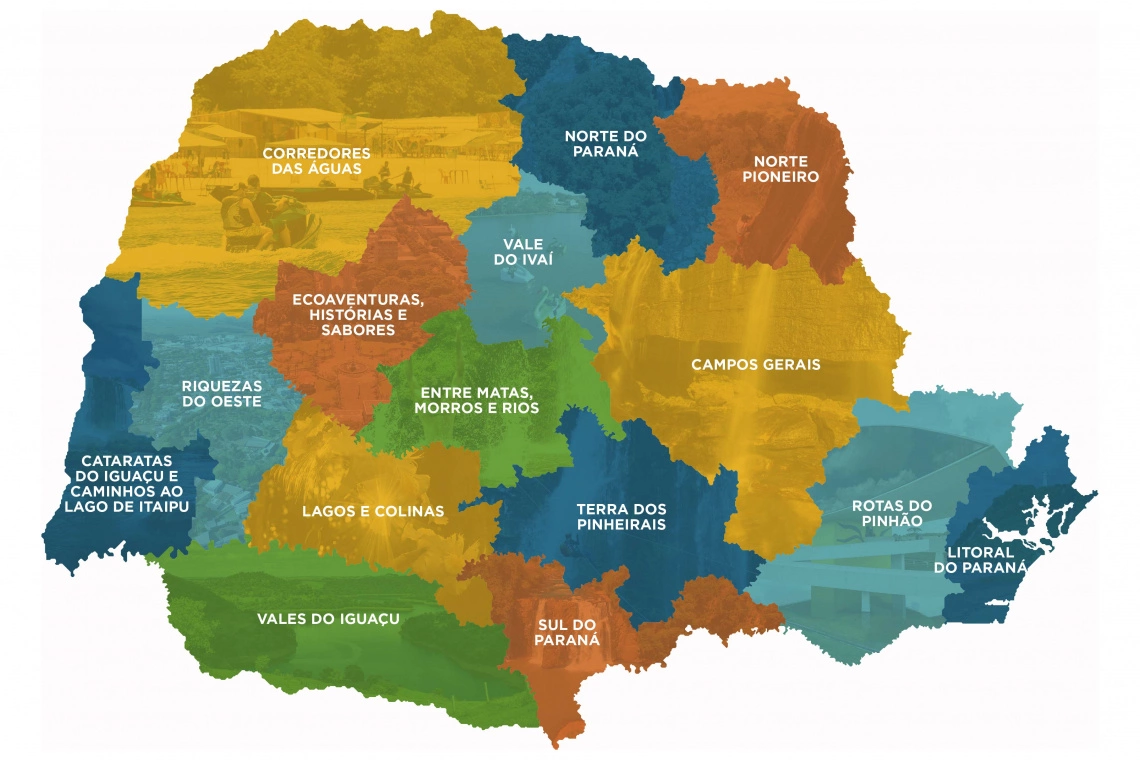 CORREDORES
DAS ÁGUAS
NORTE DO
PARANÁ
NORTE
PIONEIRO
VALE
DO IVAÍ
ECOAVENTURAS,
HISTÓRIAS E
SABORES
CAMPOS GERAIS
RIQUEZAS
DO OESTE
ENTRE MATAS,
MORROS E RIOS
CATARATAS
DO IGUAÇU E
CAMINHOS AO
LAGO DE ITAIPU
LAGOS E COLINAS
TERRA DOS
PINHEIRAIS
ROTAS DO
PINHÃO
LITORAL
DO PARANÁ
VALES DO IGUAÇU
SUL DO
PARANÁ